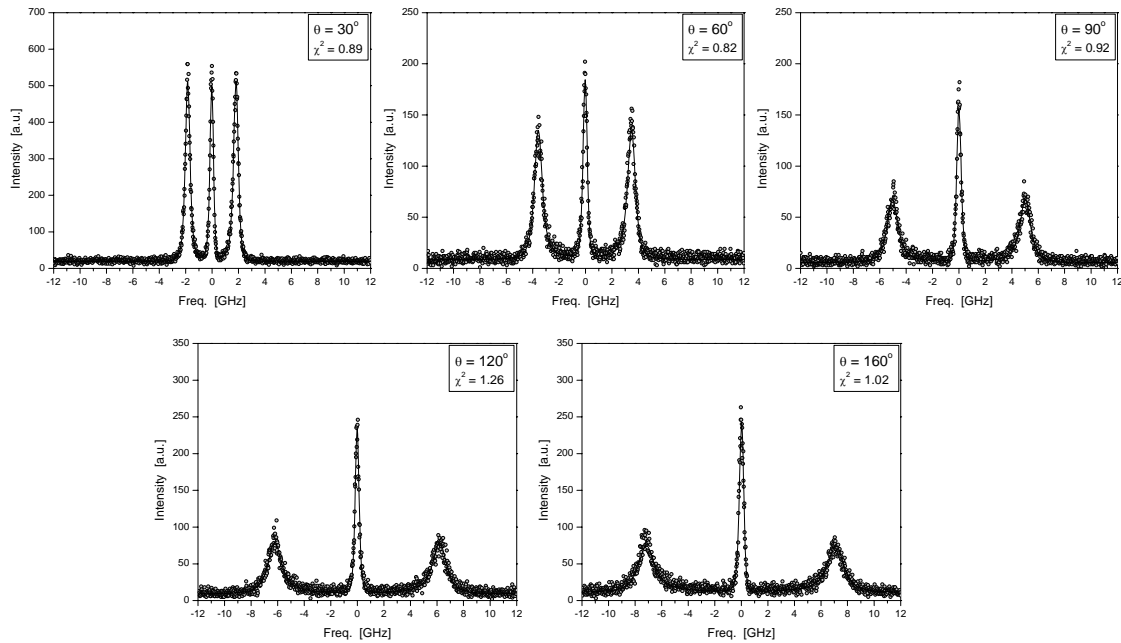 700
600
500
400
300
200
100
0
-12 -10 -8 -6 -4 -2 0 2 4 6 8 10 12
Intensity [a.u.]
Freq. [GHz]
θ = 30°
χ² = 0.89
250
200
150
100
50
0
-12 -10 -8 -6 -4 -2 0 2 4 6 8 10 12
Intensity [a.u.]
Freq. [GHz]
θ = 60°
χ² = 0.82
250
200
150
100
50
0
-12 -10 -8 -6 -4 -2 0 2 4 6 8 10 12
Intensity [a.u.]
Freq. [GHz]
θ = 90°
χ² = 0.92
350
300
250
200
150
100
50
0
-12 -10 -8 -6 -4 -2 0 2 4 6 8 10 12
Intensity [a.u.]
Freq. [GHz]
θ = 120°
χ² = 1.26
350
300
250
200
150
100
50
0
-12 -10 -8 -6 -4 -2 0 2 4 6 8 10 12
Intensity [a.u.]
Freq. [GHz]
θ = 160°
χ² = 1.02